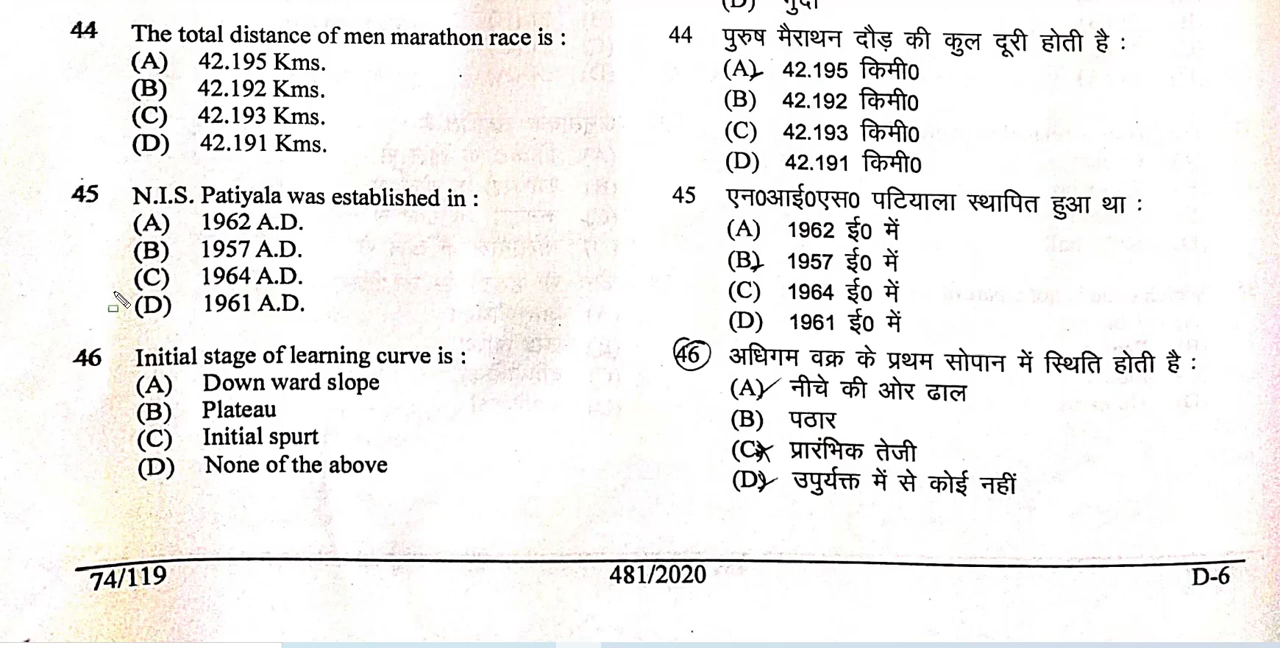 (D) गुदा
44 The total distance of men marathon race is :
(A) 42.195 Kms.
(B) 42.192 Kms.
(C) 42.193 Kms.
(D) 42.191 Kms.
45 N.I.S. Patiyala was established in :
(A) 1962 A.D.
(B) 1957 A.D.
(C) 1964 A.D.
(D) 1961 A.D.
46 Initial stage of learning curve is :
(A) Down ward slope
(B) Plateau
(C) Initial spurt
(D) None of the above
44 पुरुष मैराथन दौड़ की कुल दूरी होती है :
(A) 42.195 किमी0
(B) 42.192 किमी0
(C) 42.193 किमी0
(D) 42.191 किमी0
45 एन0आई0एस0 पटियाला स्थापित हुआ था :
(A) 1962 ई0 में
(B) 1957 ई0 में
(C) 1964 ई0 में
(D) 1961 ई0 में
46 अधिगम वक्र के प्रथम सोपान में स्थिति होती है :
(A) नीचे की ओर ढाल
(B) पठार
(C) प्रारंभिक तेजी
(D) उपुर्यक्त में से कोई नहीं
74/119 481/2020 D-6